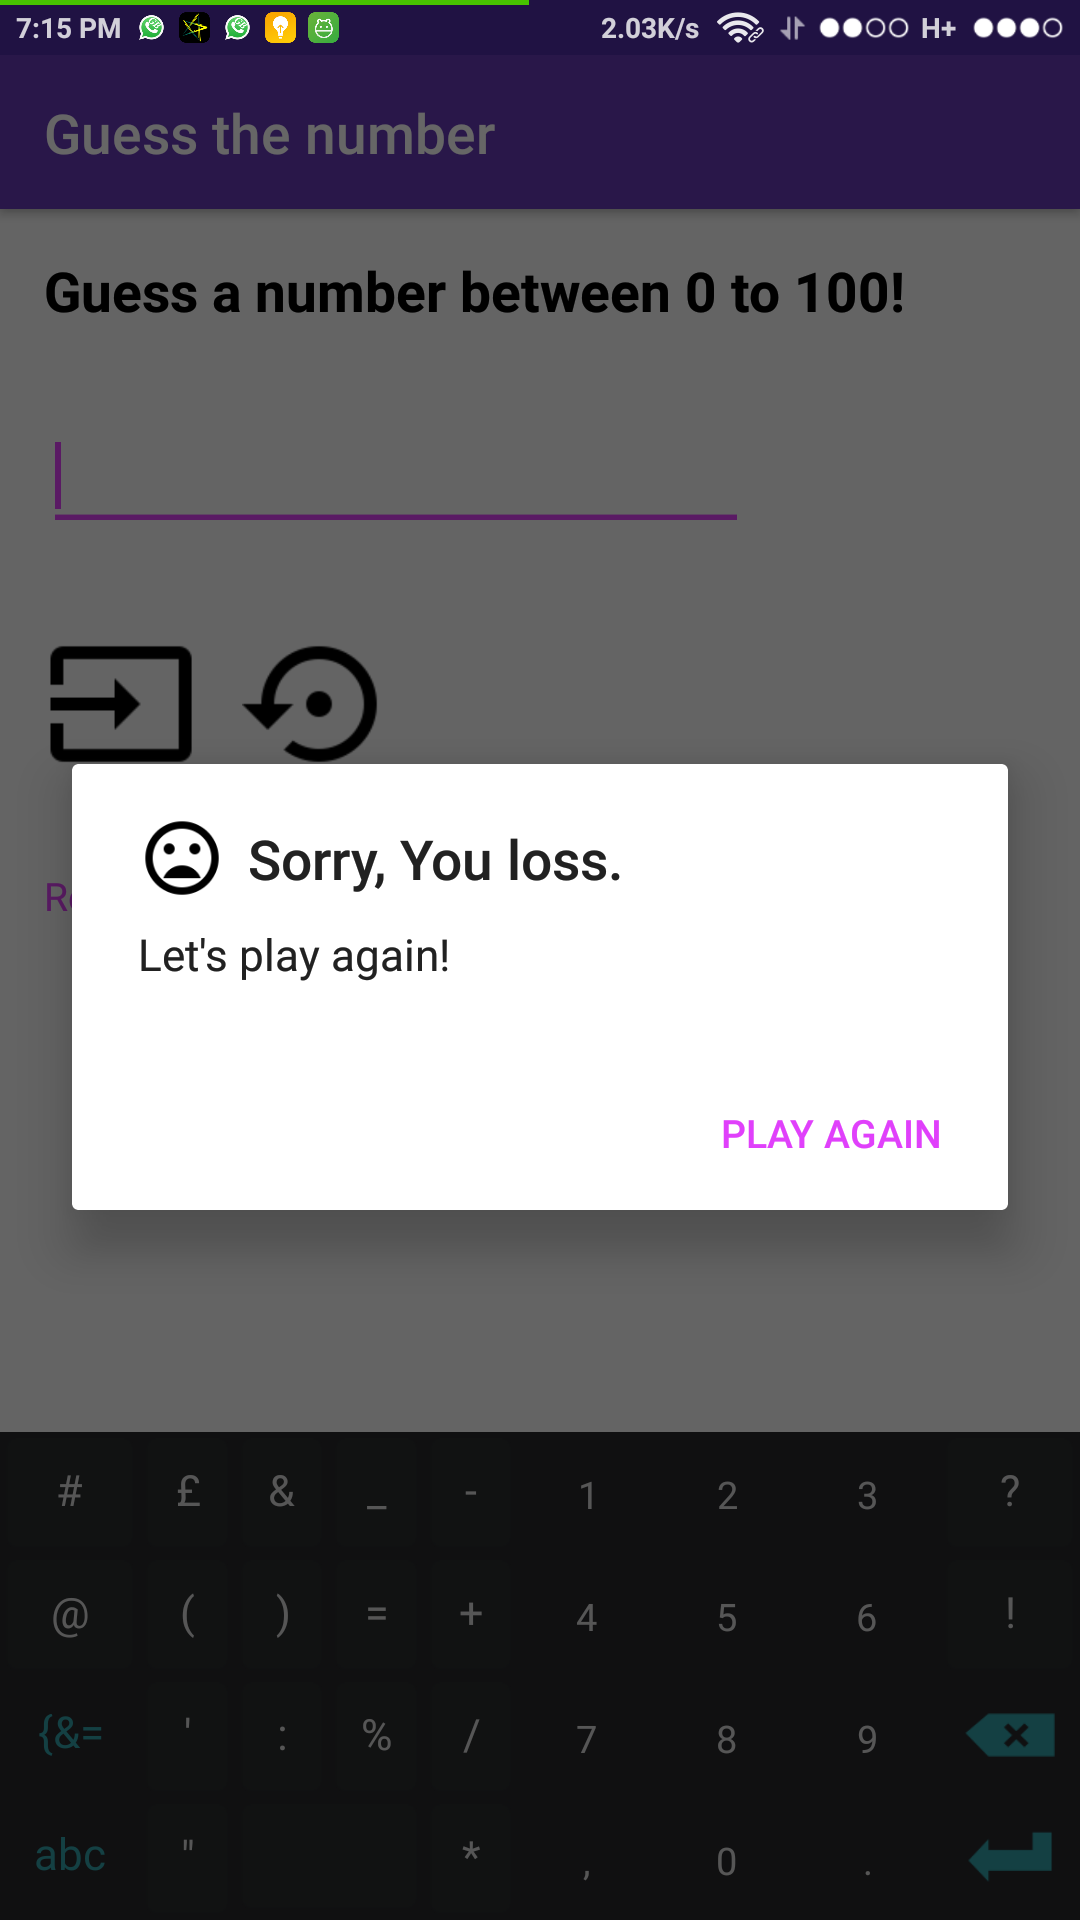 7:15 PM 2.03K/s H+
Guess the number
Guess a number between 0 to 100!
Sorry, You loss.
Let's play again!
PLAY AGAIN
# £ & _ - 1 2 3 ?
@ ( ) = + 4 5 6 !
{&= ' : % / 7 8 9
abc " * , 0 .